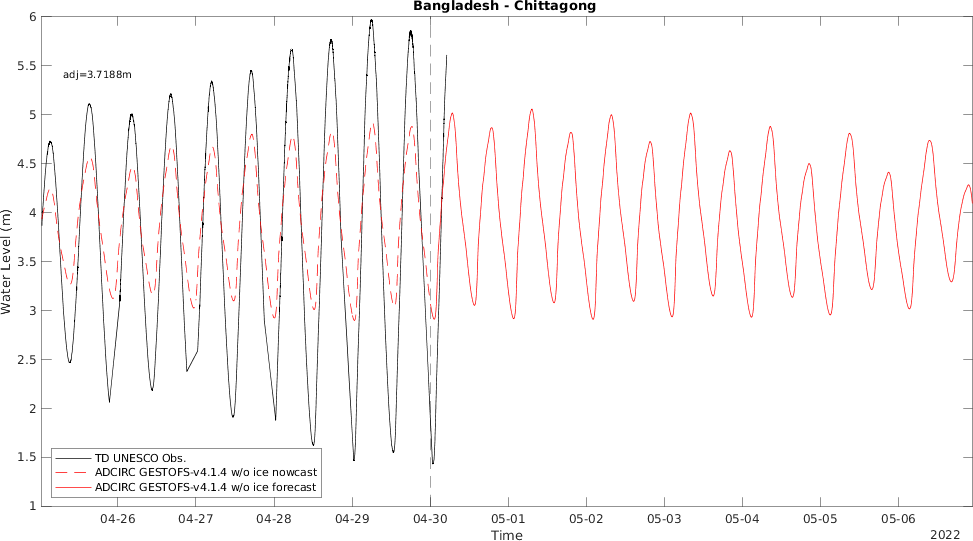 Bangladesh - Chittagong
6
5.5
adj=3.7188m
5
4.5
4
3.5
3
2.5
2
1.5
1
Water Level (m)
TD UNESCO Obs.
ADCIRC GESTOFS-v4.1.4 w/o ice nowcast
ADCIRC GESTOFS-v4.1.4 w/o ice forecast
04-26 04-27 04-28 04-29 04-30 05-01 05-02 05-03 05-04 05-05 05-06
Time
2022